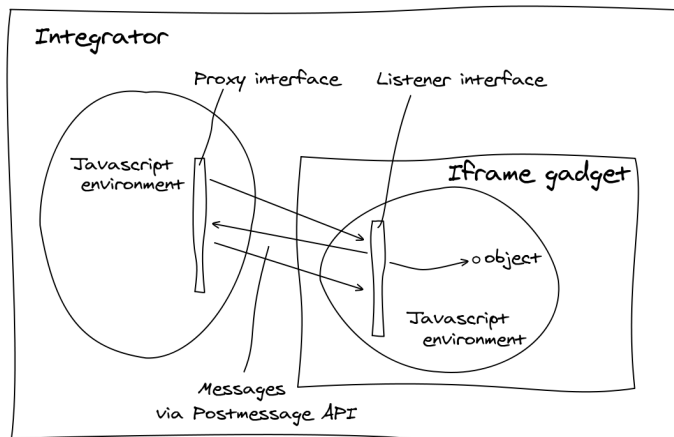 Integrator
Proxy interface
Listener interface
Javascript
environment
Iframe gadget
object
Javascript
environment
Messages
via Postmessage API